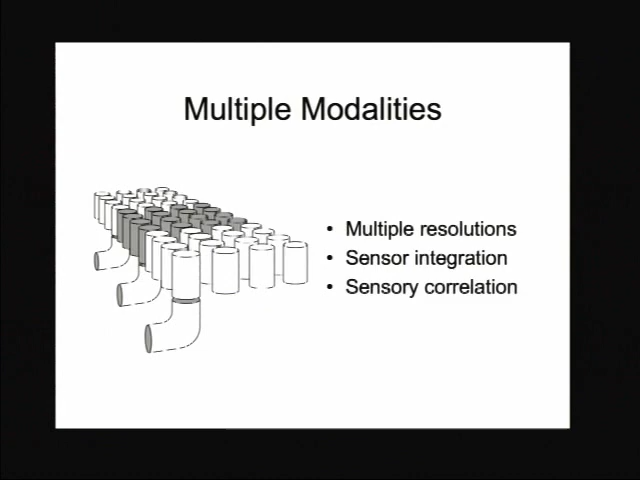 Multiple Modalities
• Multiple resolutions
• Sensor integration
• Sensory correlation